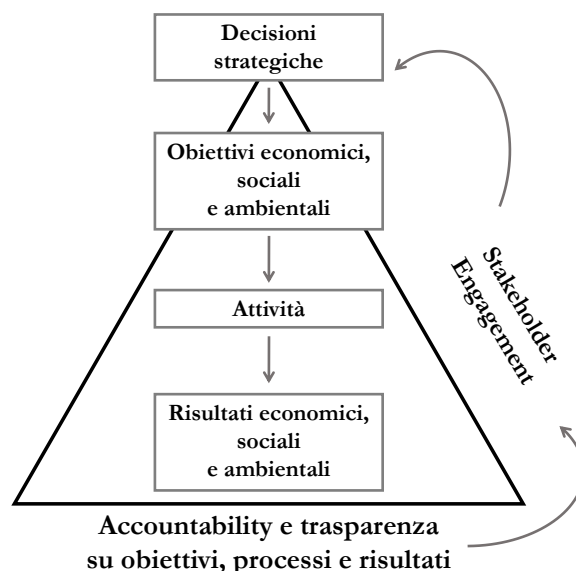 Decisioni
strategiche
Obiettivi economici,
sociali
e ambientali
Attività
Risultati economici,
sociali
e ambientali
Stakeholder
Engagement
Accountability e trasparenza
su obiettivi, processi e risultati